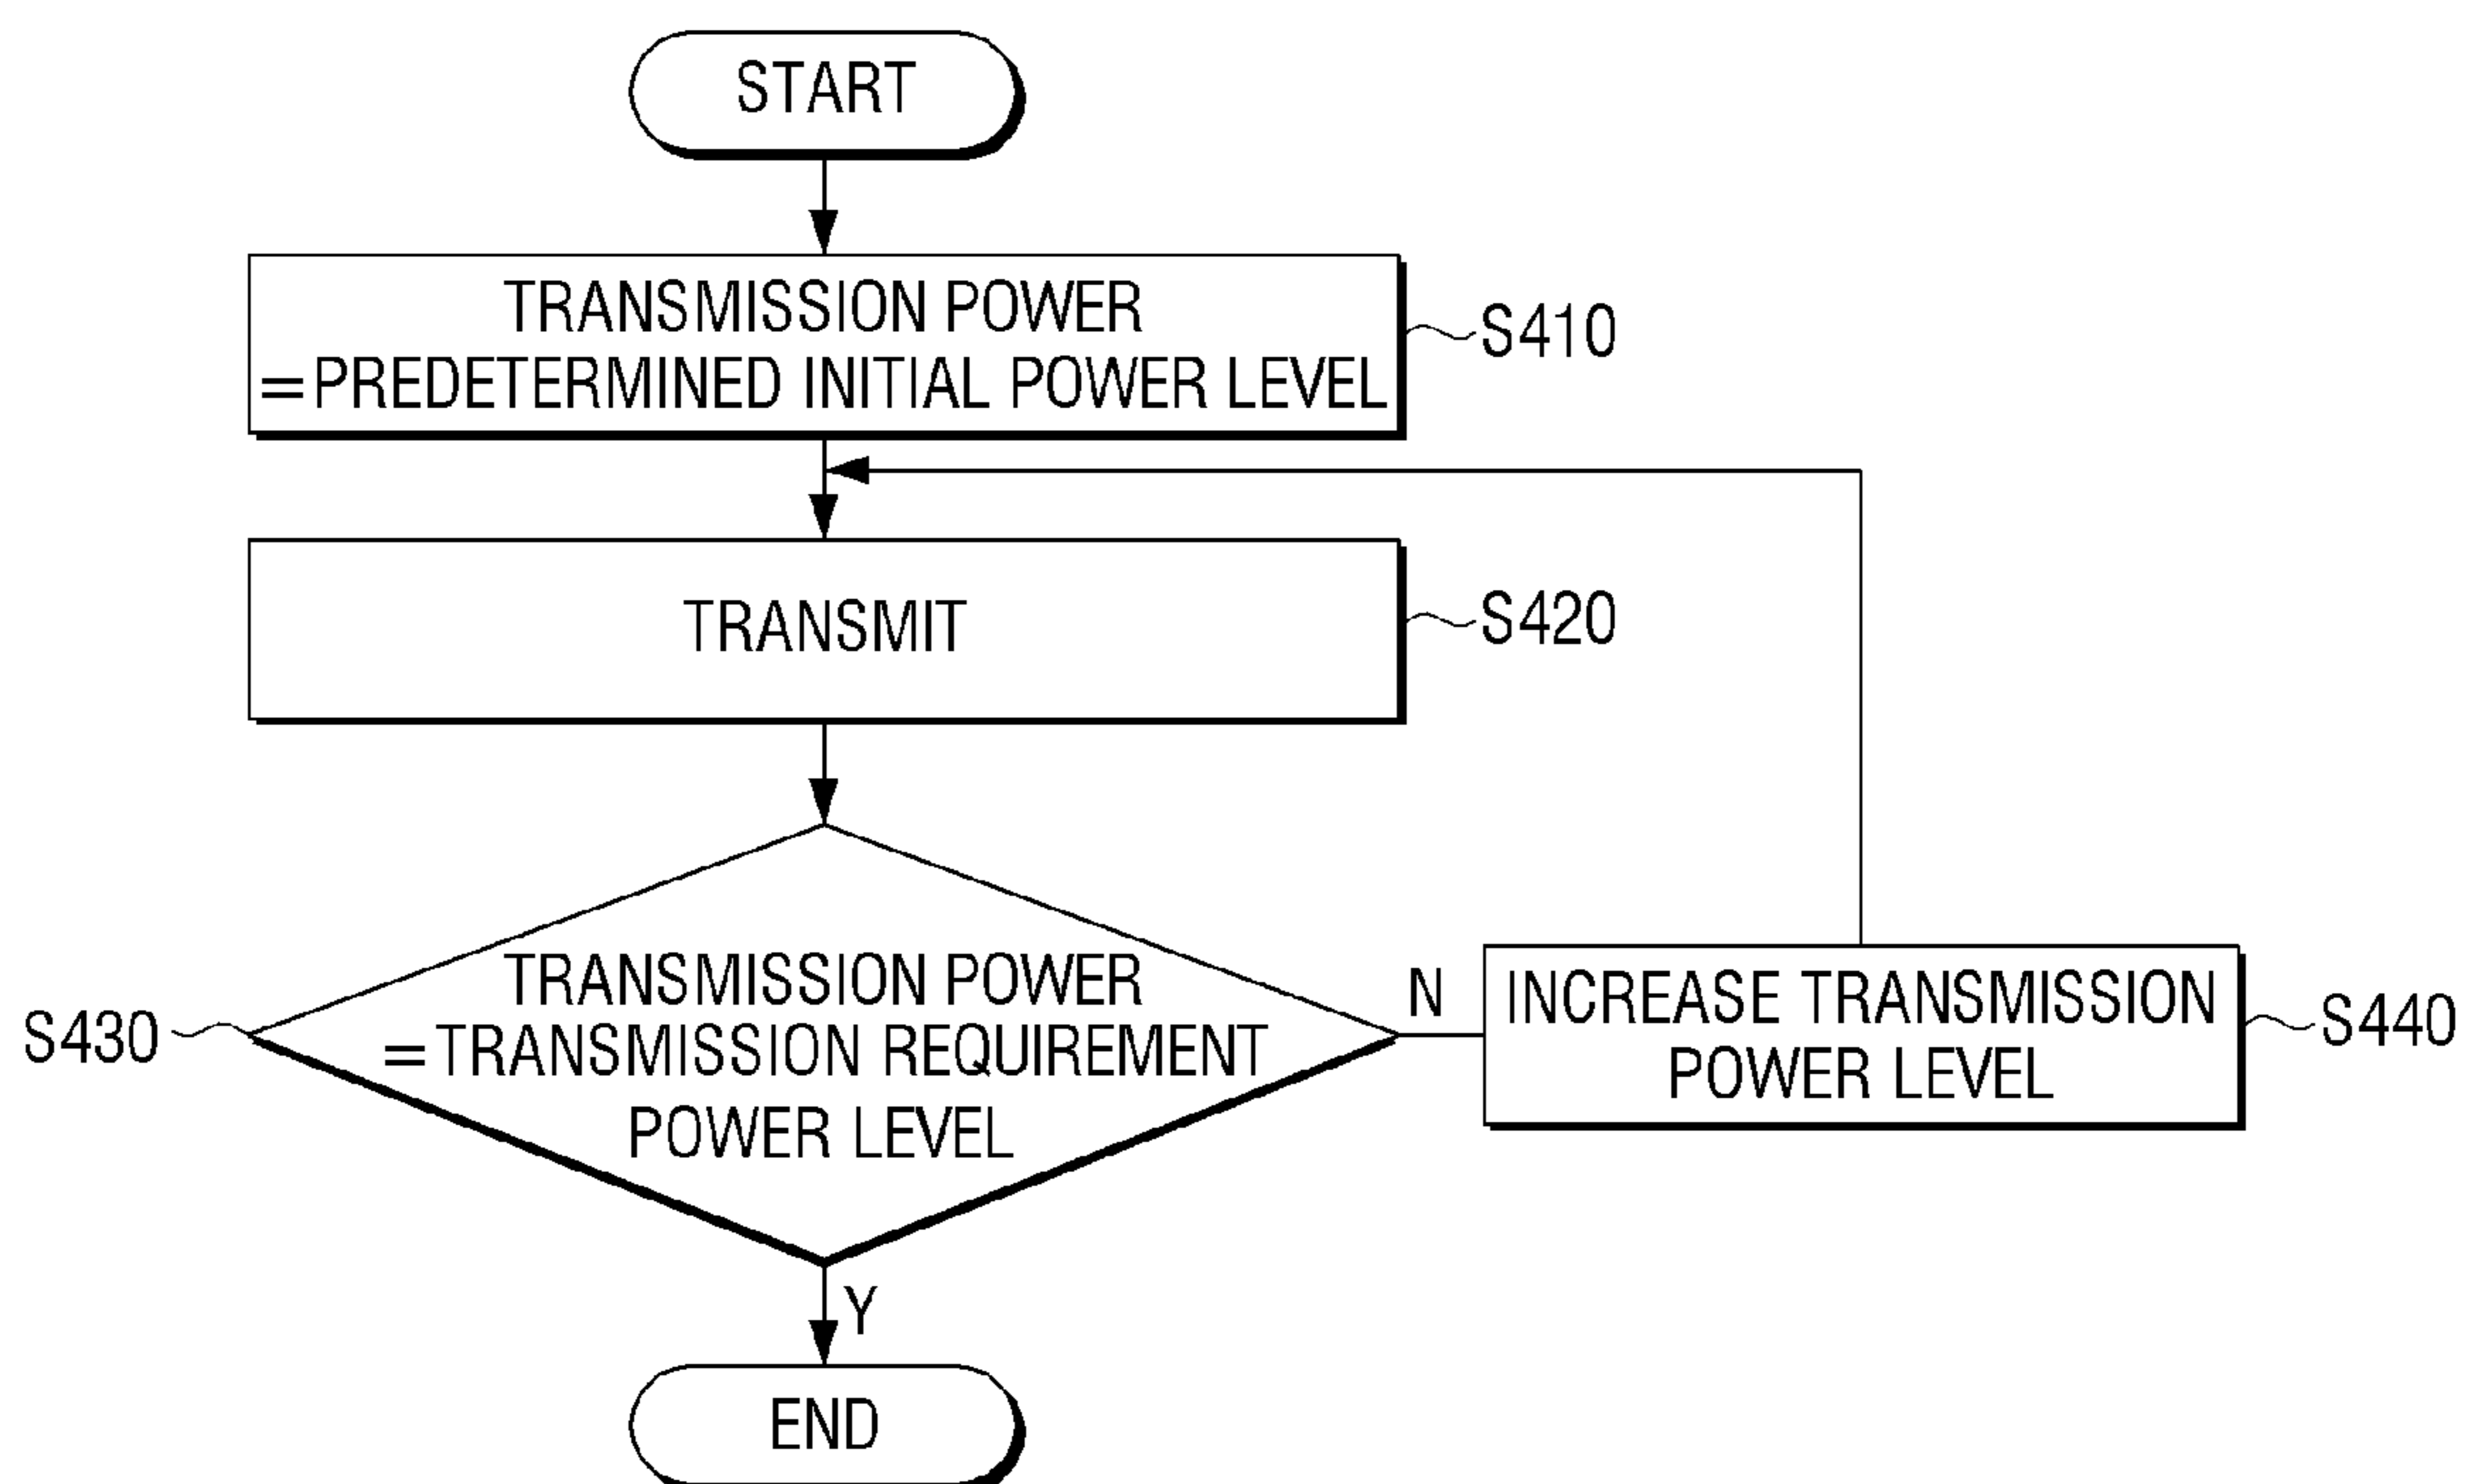 START
TRANSMISSION POWER
=PREDETERMINED INITIAL POWER LEVEL
S410
TRANSMIT
S420
TRANSMISSION POWER
=TRANSMISSION REQUIREMENT
POWER LEVEL
S430
N
INCREASE TRANSMISSION
POWER LEVEL
S440
Y
END